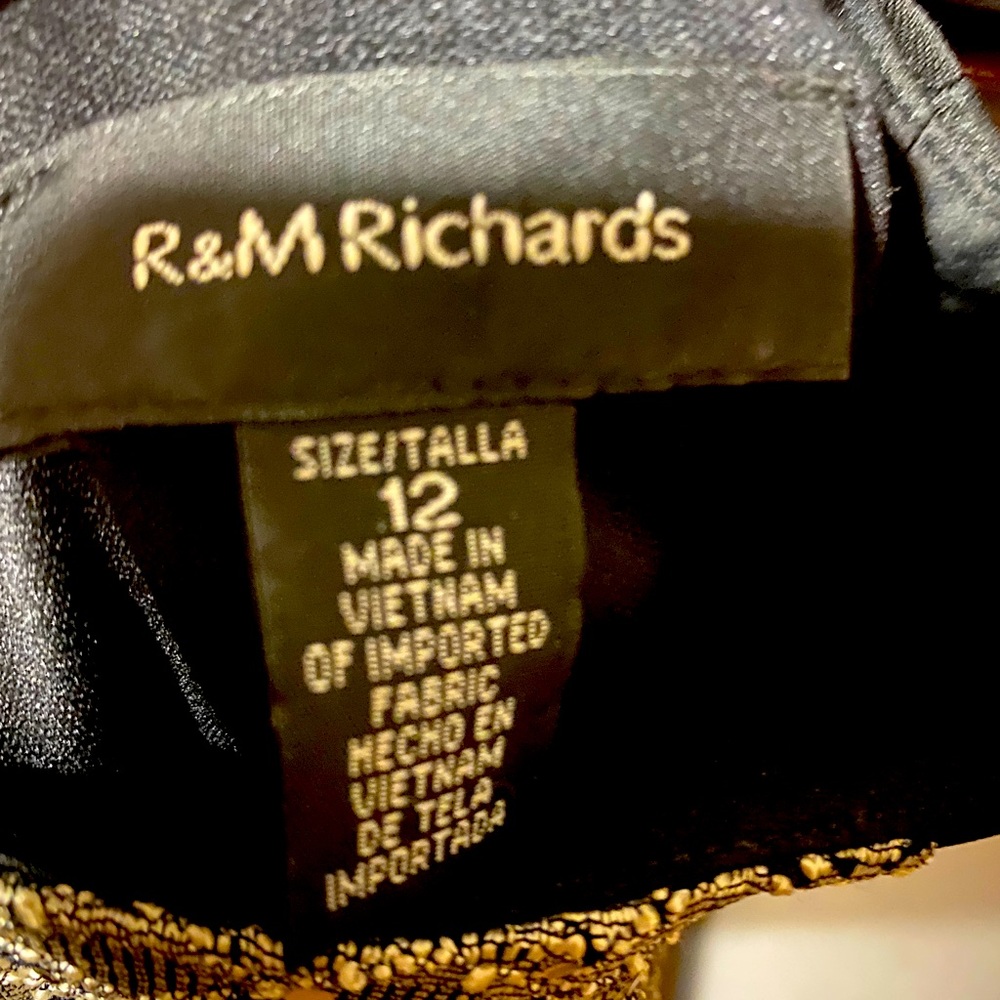 R&M Richards
SIZE/TALLA
12
MADE IN
VIETNAM
OF IMPORTED
FABRIC
HECHO EN
VIETNAM
DE TELA
IMPORTADA